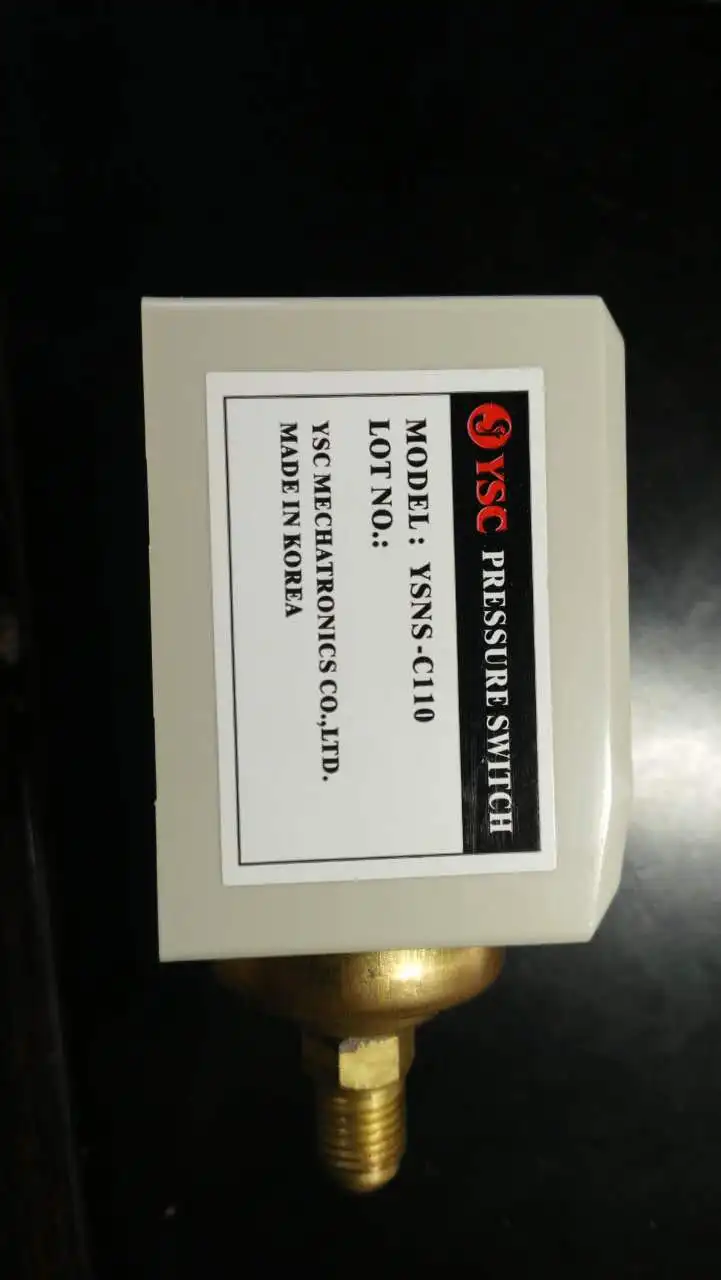 YSC PRESSURE SWITCH
MODEL : YSNS-C110
LOT NO.:
YSC MECHATRONICS CO.,LTD.
MADE IN KOREA